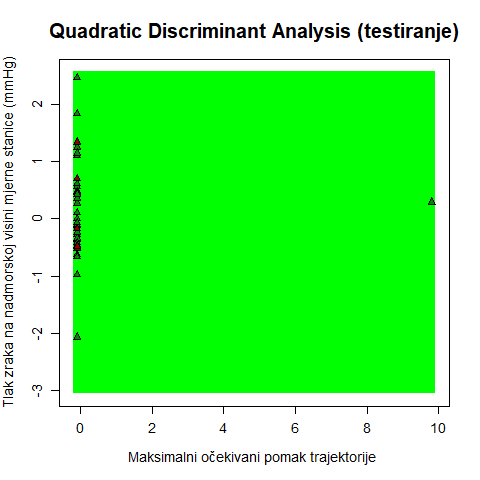 Quadratic Discriminant Analysis (testiranje)
Tlak zraka na nadmorskoj visini mjerne stanice (mmHg)
2
1
0
-1
-2
-3
0 2 4 6 8 10
Maksimalni očekivani pomak trajektorije